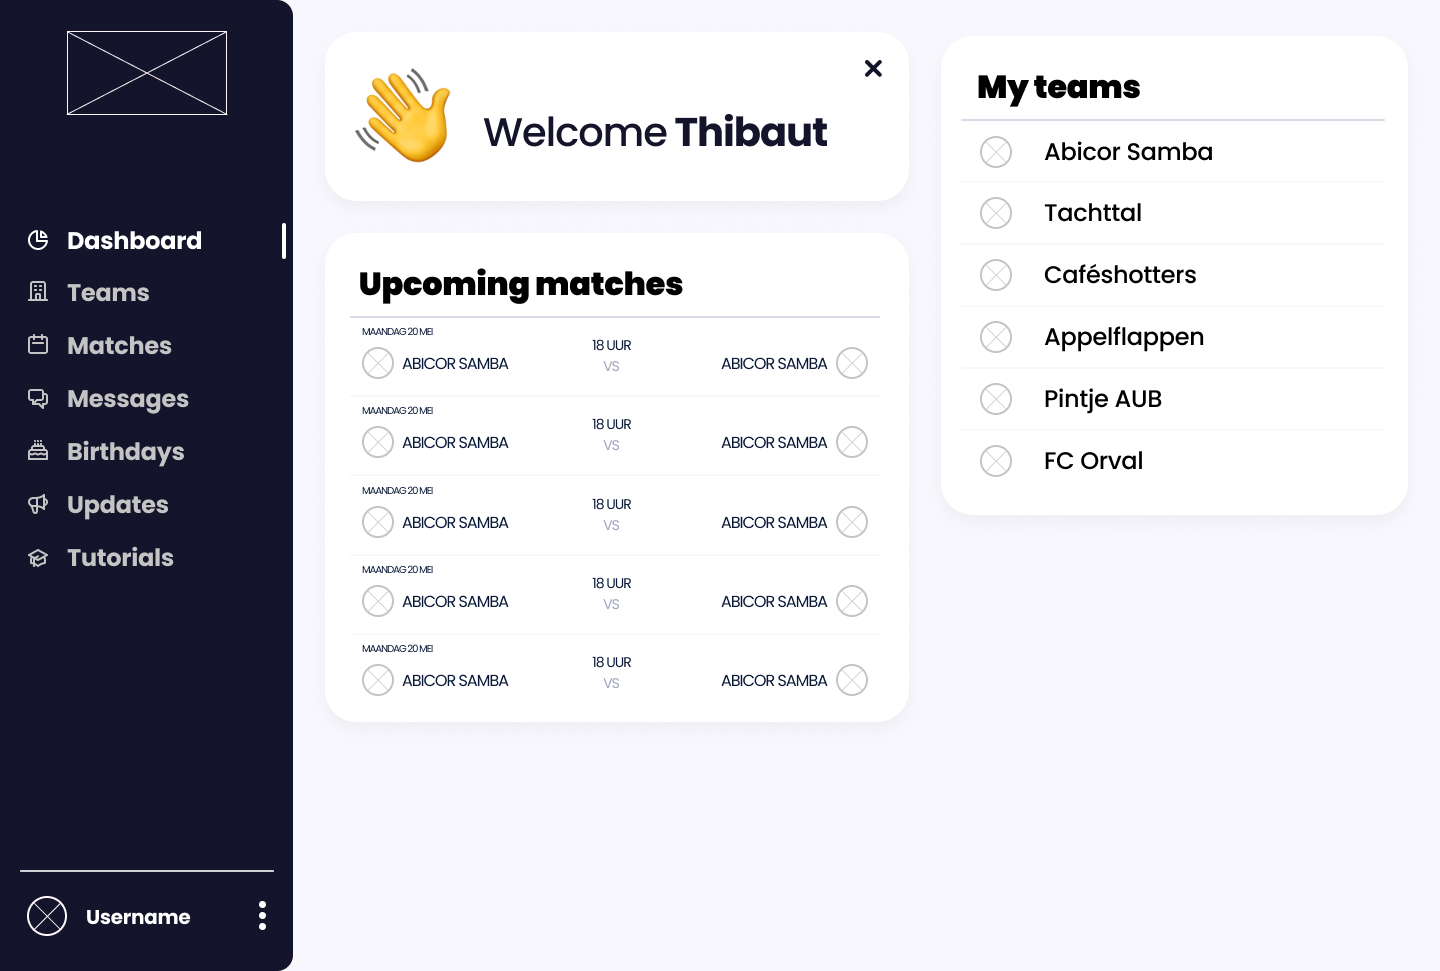 Dashboard
Teams
Matches
Messages
Birthdays
Updates
Tutorials
Username
Welcome Thibaut
Upcoming matches
MAANDAG 20 MEI
ABICOR SAMBA
18 UUR
VS
ABICOR SAMBA
MAANDAG 20 MEI
ABICOR SAMBA
18 UUR
VS
ABICOR SAMBA
MAANDAG 20 MEI
ABICOR SAMBA
18 UUR
VS
ABICOR SAMBA
MAANDAG 20 MEI
ABICOR SAMBA
18 UUR
VS
ABICOR SAMBA
MAANDAG 20 MEI
ABICOR SAMBA
18 UUR
VS
ABICOR SAMBA
My teams
Abicor Samba
Tachttal
Caféshotters
Appelflappen
Pintje AUB
FC Orval